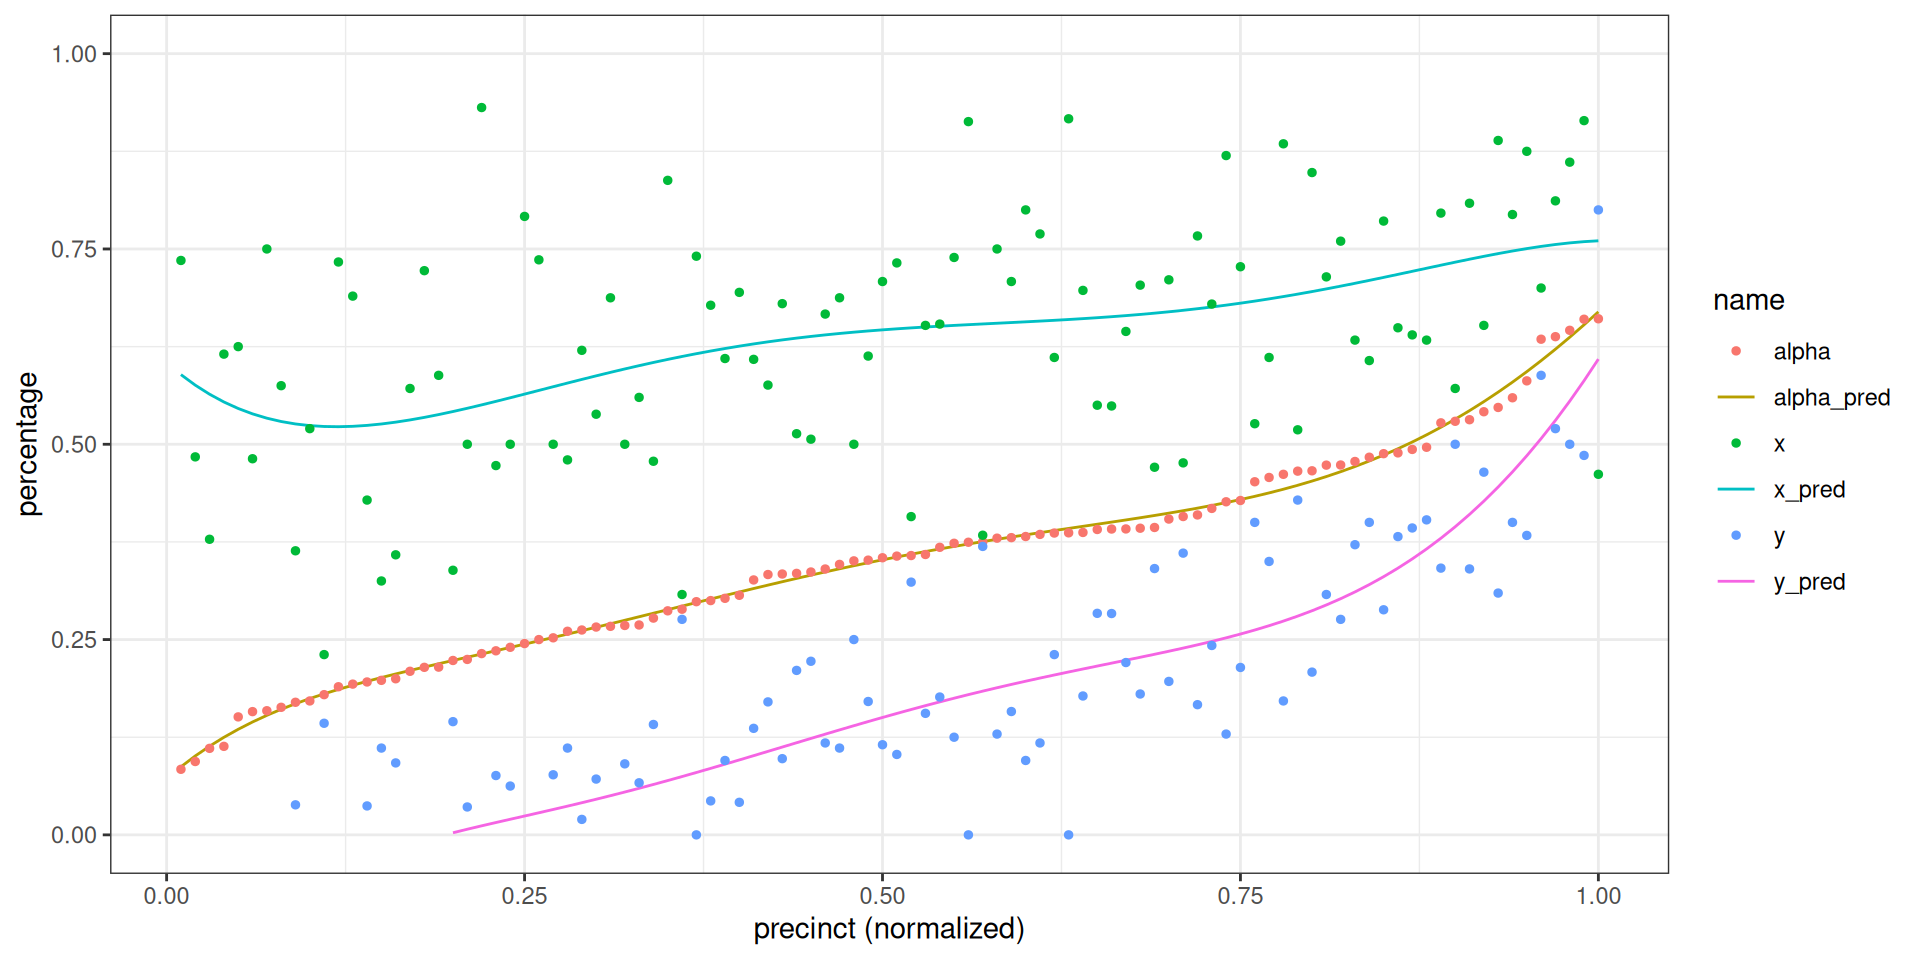 1.00
0.75
0.50
0.25
0.00
percentage
0.00 0.25 0.50 0.75 1.00
precinct (normalized)
name
alpha
alpha_pred
x
x_pred
y
y_pred